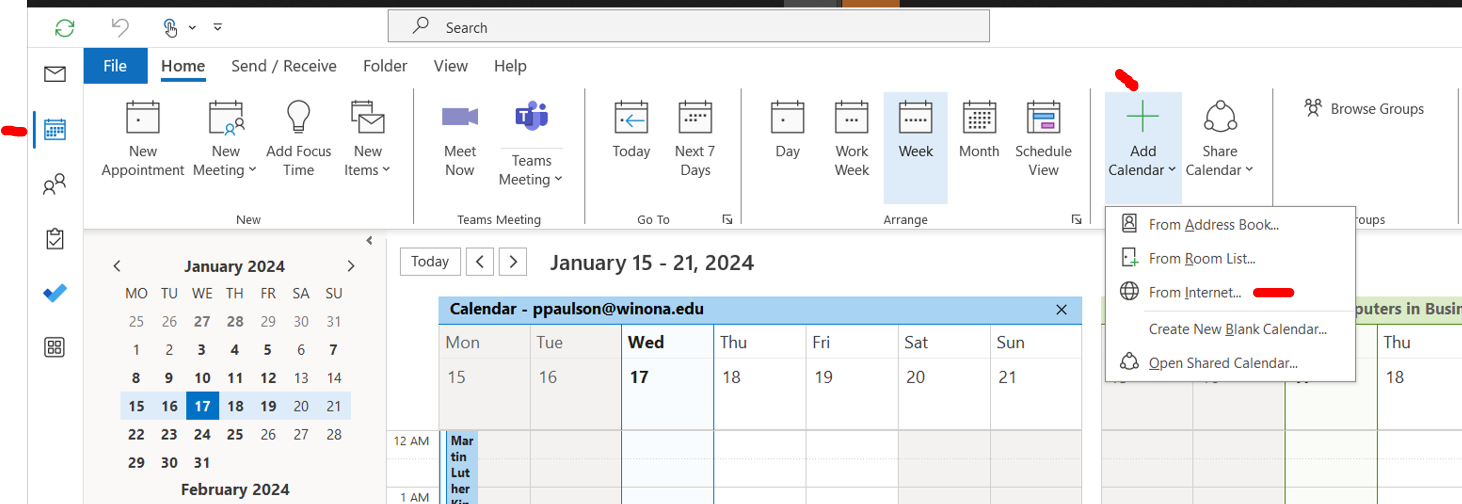 Search
File Home Send / Receive Folder View Help
New Appointment
New Meeting
Add Focus Time
New Items
New
Meet Now
Teams Meeting
Teams Meeting
Today
Next 7 Days
Go To
Day
Work Week
Week
Month
Schedule View
Arrange
Add Calendar
Share Calendar
Browse Groups
From Address Book...
From Room List...
From Internet...
Create New Blank Calendar...
Open Shared Calendar...
oups
January 2024
MO TU WE TH FR SA SU
25 26 27 28 29 30 31
1 2 3 4 5 6 7
8 9 10 11 12 13 14
15 16 17 18 19 20 21
22 23 24 25 26 27 28
29 30 31
February 2024
Today January 15 - 21, 2024
Calendar - ppaulson@winona.edu
puters in Busin
Mon Tue Wed Thu Fri Sat Sun
Thu
15 16 17 18 19 20 21
18
12 AM
Mar
tin
Lut
her
Kin
1 AM